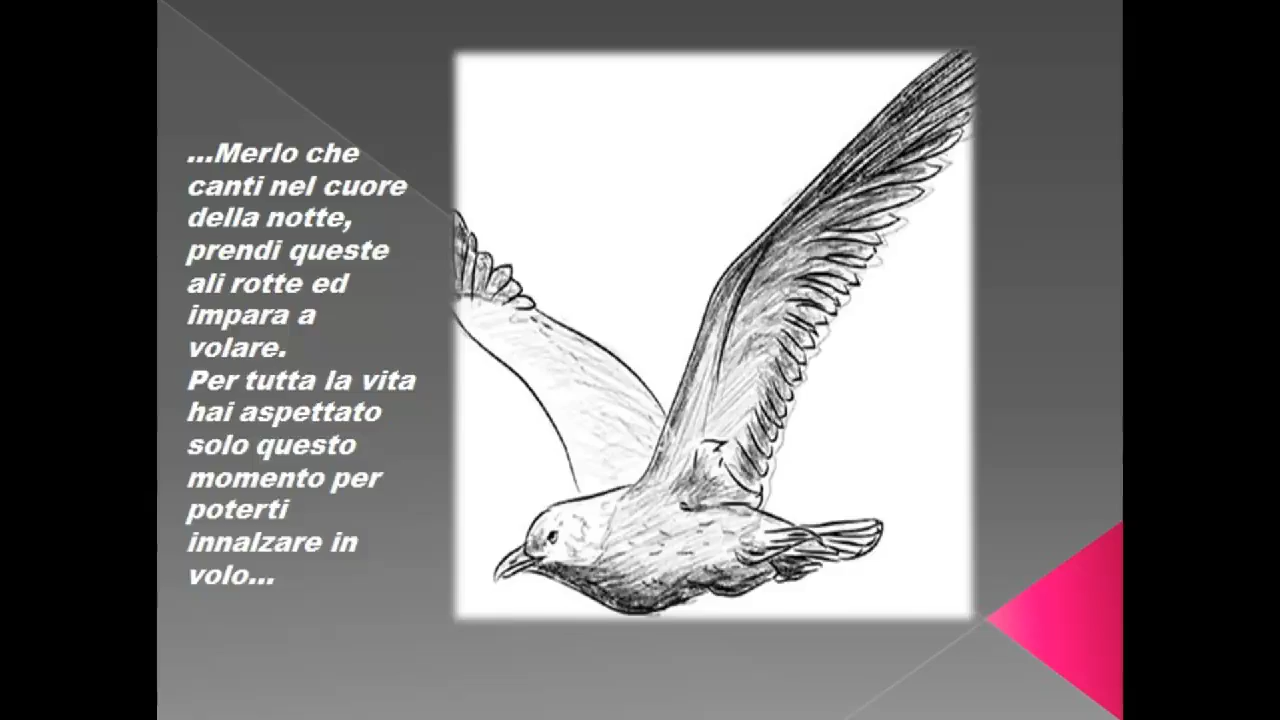 ...Merlo che
canti nel cuore
della notte,
prendi queste
ali rotte ed
impara a
volare.
Per tutta la vita
hai aspettato
solo questo
momento per
poterti
innalzare in
volo...